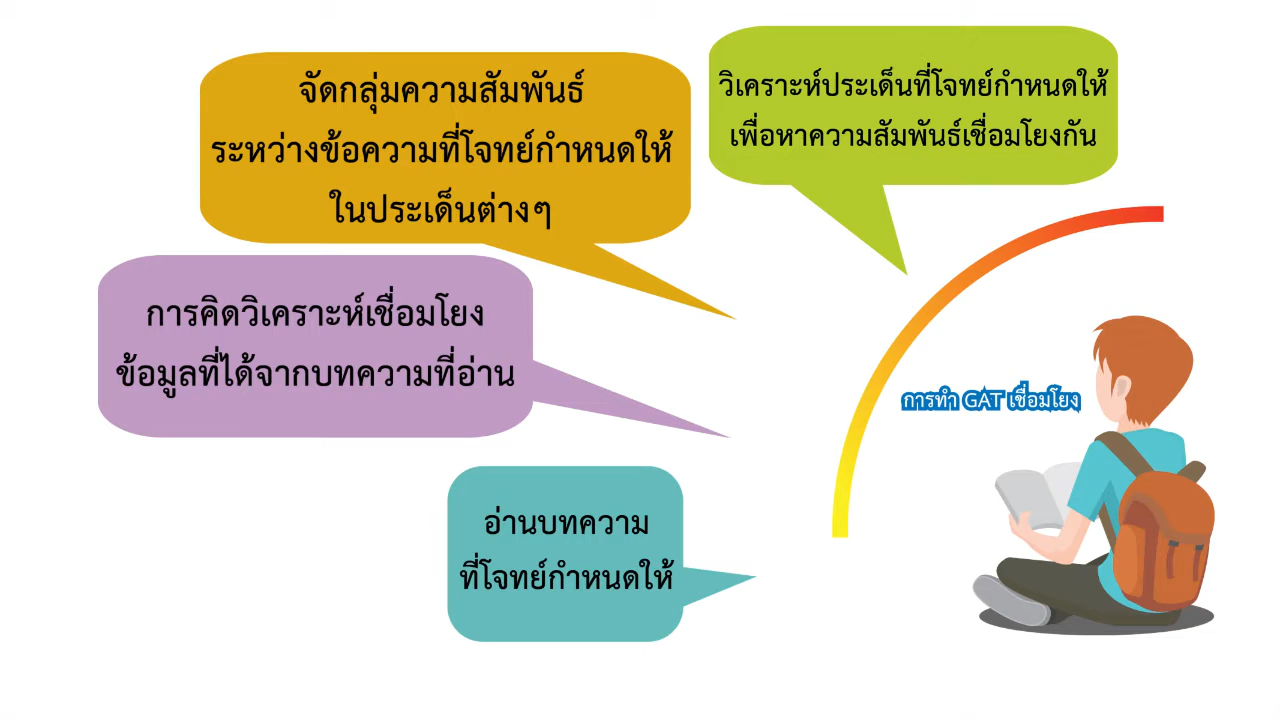 จัดกลุ่มความสัมพันธ์
ระหว่างข้อความที่โจทย์กำหนดให้
ในประเด็นต่างๆ
วิเคราะห์ประเด็นที่โจทย์กำหนดให้
เพื่อหาความสัมพันธ์เชื่อมโยงกัน
การคิดวิเคราะห์เชื่อมโยง
ข้อมูลที่ได้จากบทความที่อ่าน
การทำ GAT เชื่อมโยง
อ่านบทความ
ที่โจทย์กำหนดให้